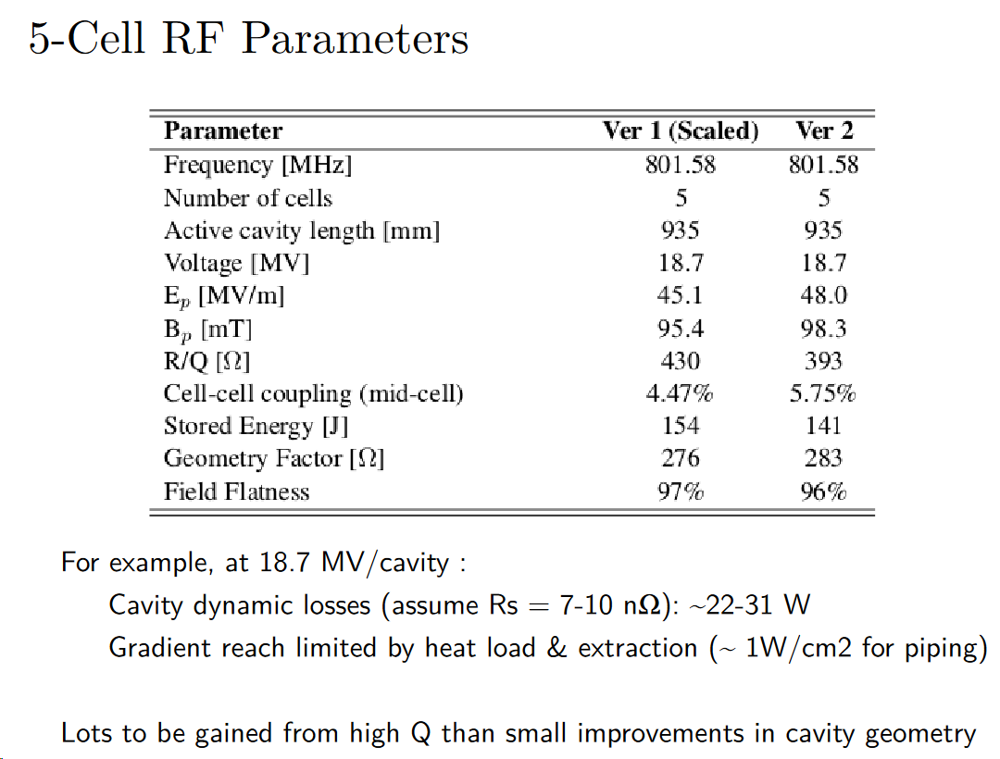 5-Cell RF Parameters
Parameter Ver 1 (Scaled) Ver 2
Frequency [MHz] 801.58 801.58
Number of cells 5 5
Active cavity length [mm] 935 935
Voltage [MV] 18.7 18.7
Eₚ [MV/m] 45.1 48.0
Bₚ [mT] 95.4 98.3
R/Q [Ω] 430 393
Cell-cell coupling (mid-cell) 4.47% 5.75%
Stored Energy [J] 154 141
Geometry Factor [Ω] 276 283
Field Flatness 97% 96%
For example, at 18.7 MV/cavity :
Cavity dynamic losses (assume Rs = 7-10 nΩ): ~22-31 W
Gradient reach limited by heat load & extraction (~ 1W/cm2 for piping)
Lots to be gained from high Q than small improvements in cavity geometry